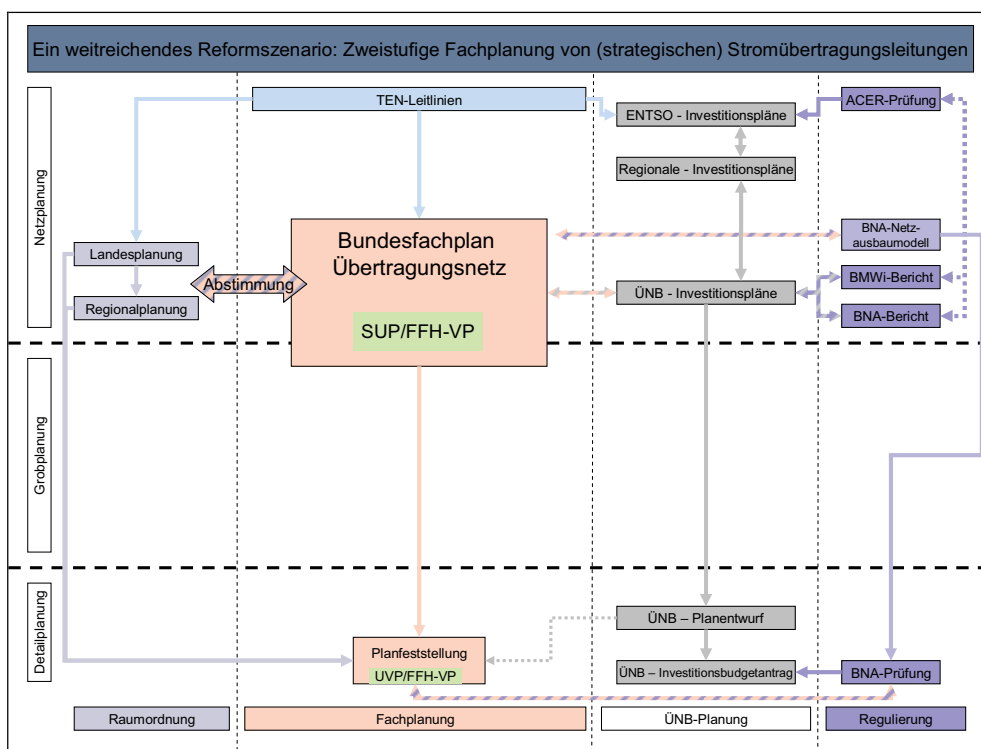 Ein weitreichendes Reformszenario: Zweistufige Fachplanung von (strategischen) Stromübertragungsleitungen
Netzplanung
TEN-Leitlinien
ENTSO - Investitionspläne
ACER-Prüfung
Regionale - Investitionspläne
Landesplanung
Regionalplanung
Abstimmung
Bundesfachplan
Übertragungsnetz
SUP/FFH-VP
BNA-Netz-
ausbaumodell
ÜNB - Investitionspläne
BMWi-Bericht
BNA-Bericht
Grobplanung
Detailplanung
ÜNB – Planentwurf
Planfeststellung
UVP/FFH-VP
ÜNB – Investitionsbudgetantrag
BNA-Prüfung
Raumordnung
Fachplanung
ÜNB-Planung
Regulierung